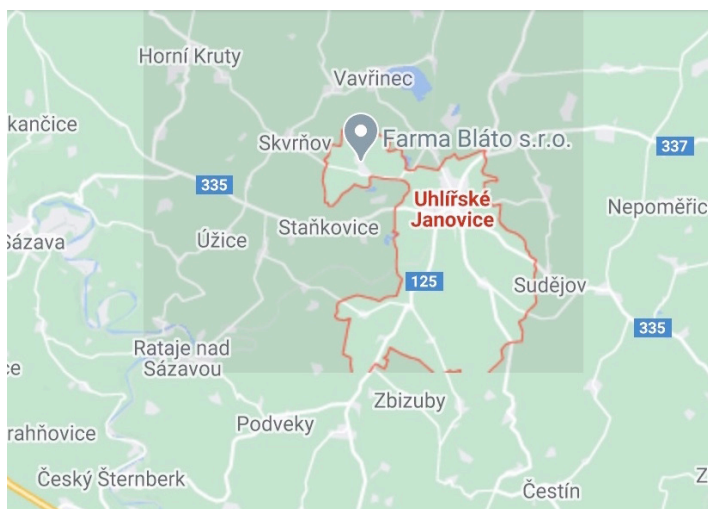 Horní Kruty
Vavřinec
kančice
Skvrňov
Farma Bláto s.r.o.
337
335
Uhlířské
Janovice
Nepoměřic
Staňkovice
Sázava
Úžice
125
Sudějov
335
Rataje nad
Sázavou
ce
Zbizuby
Podveky
rahňovice
Český Šternberk
Z
Čestín